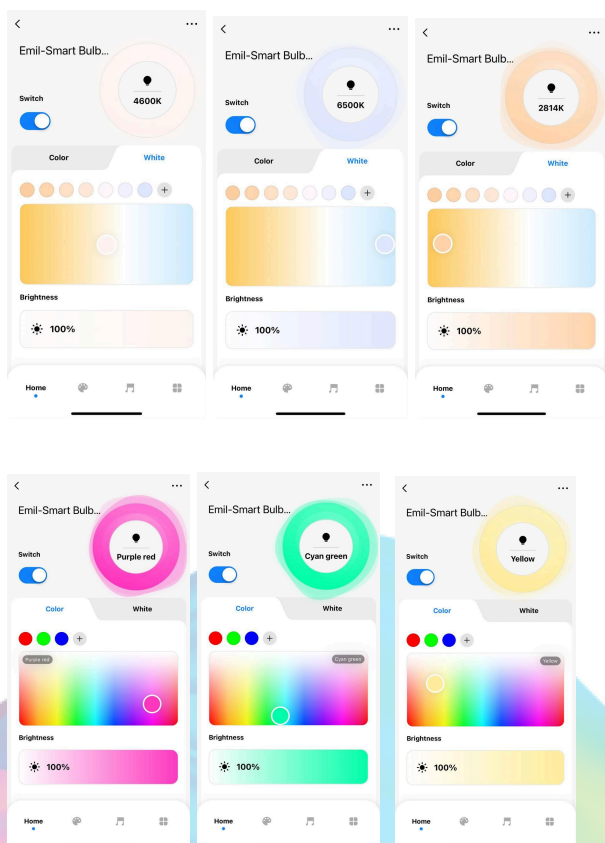 Emil-Smart Bulb...
4600K
Switch
Color
White
Brightness
100%
Home
Emil-Smart Bulb...
6500K
Switch
Color
White
Brightness
100%
Home
Emil-Smart Bulb...
2814K
Switch
Color
White
Brightness
100%
Home
Emil-Smart Bulb...
Purple red
Switch
Color
White
Purple red
Brightness
100%
Home
Emil-Smart Bulb...
Cyan green
Switch
Color
White
Cyan green
Brightness
100%
Home
Emil-Smart Bulb...
Yellow
Switch
Color
White
Yellow
Brightness
100%
Home